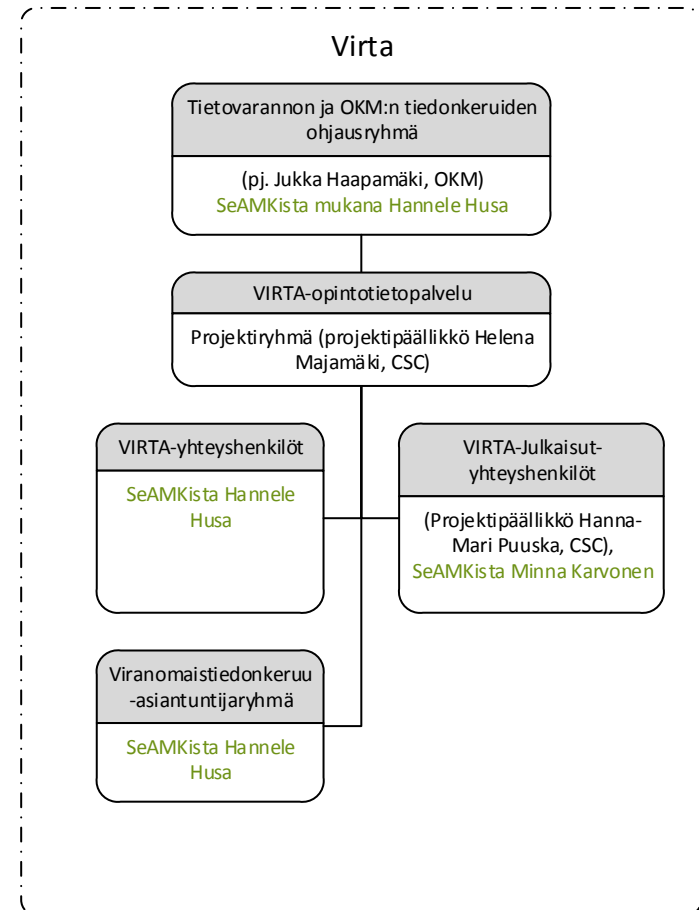 Virta
Tietovarannon ja OKM:n tiedonkeruiden
ohjausryhmä
(pj. Jukka Haapamäki, OKM)
SeAMKista mukana Hannele Husa
VIRTA-opintotietopalvelu
Projektiryhmä (projektipäällikkö Helena
Majamäki, CSC)
VIRTA-yhteyshenkilöt
SeAMKista Hannele
Husa
VIRTA-Julkaisut-
yhteyshenkilöt
(Projektipäällikkö Hanna-
Mari Puuska, CSC),
SeAMKista Minna Karvonen
Viranomaistiedonkeruu
-asiantuntijaryhmä
SeAMKista Hannele
Husa